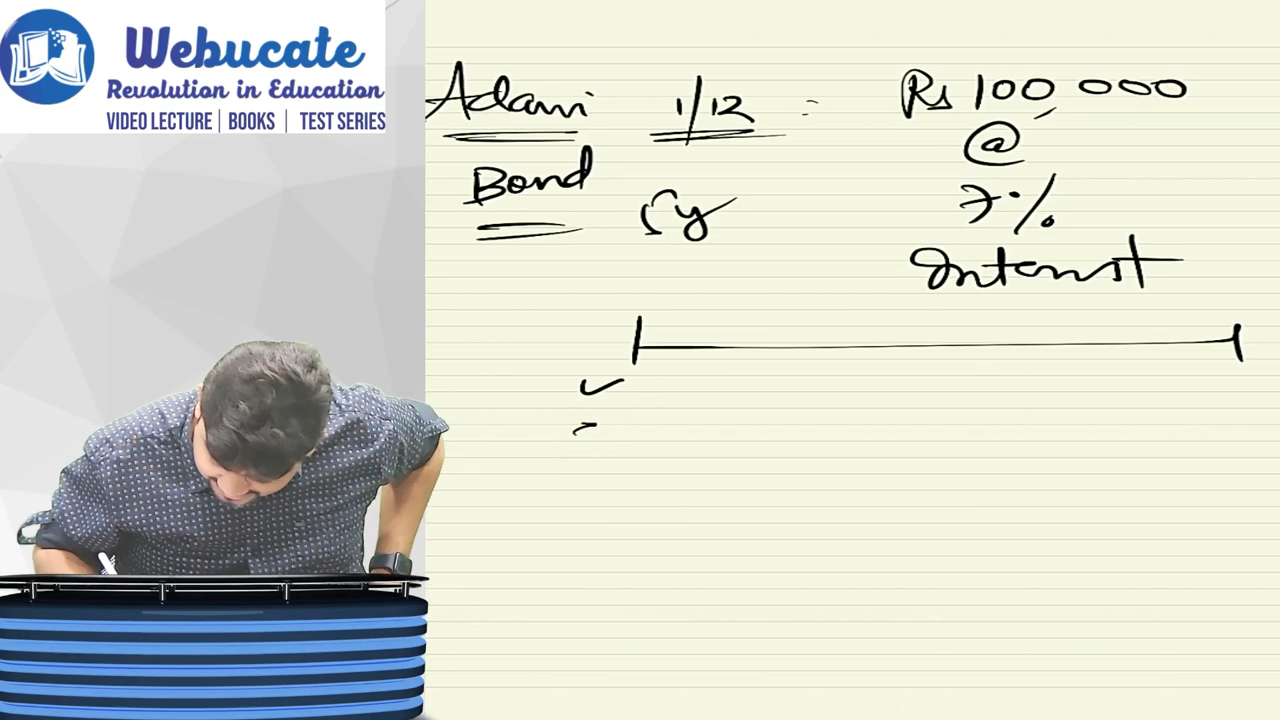 Webucate
Revolution in Education
VIDEO LECTURE | BOOKS | TEST SERIES
Adani 1/12 : Rs 100,000
@
Bond 5y 7%
Interest